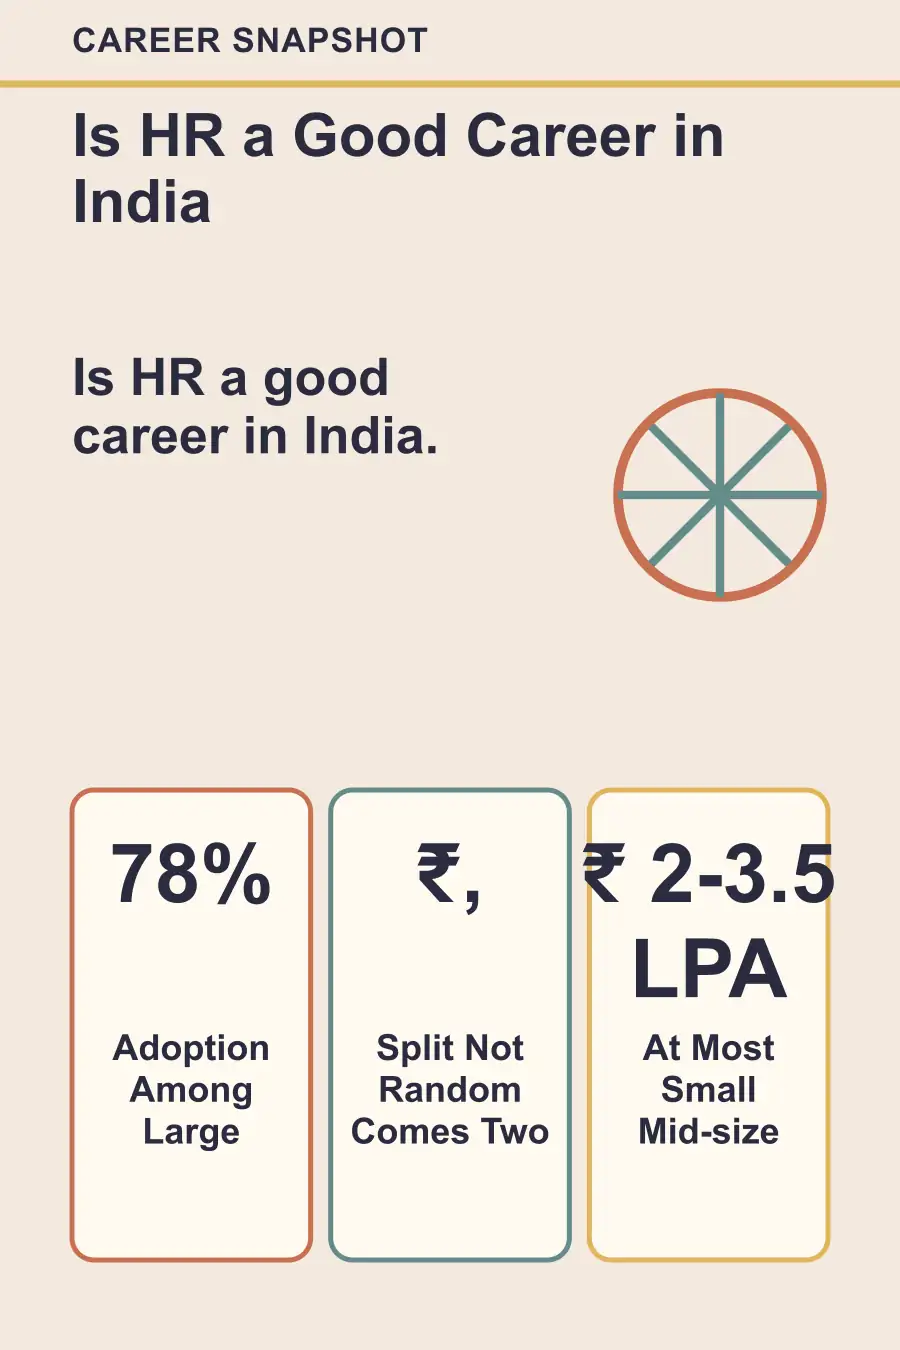 CAREER SNAPSHOT
Is HR a Good Career in
India
Is HR a good
career in India.
78%
Adoption
Among
Large
₹,
Split Not
Random
Comes Two
₹ 2-3.5
LPA
At Most
Small
Mid-size